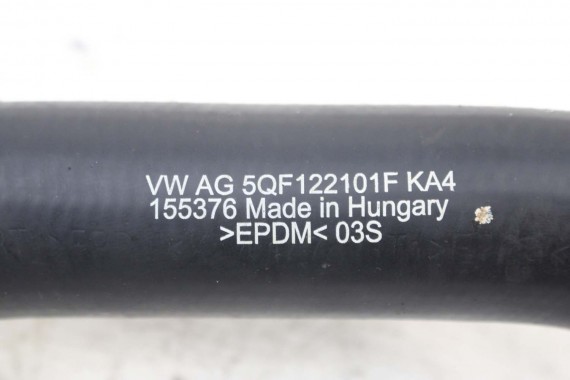 VW AG 5QF122101F KA4
155376 Made in Hungary
>EPDM< 03S